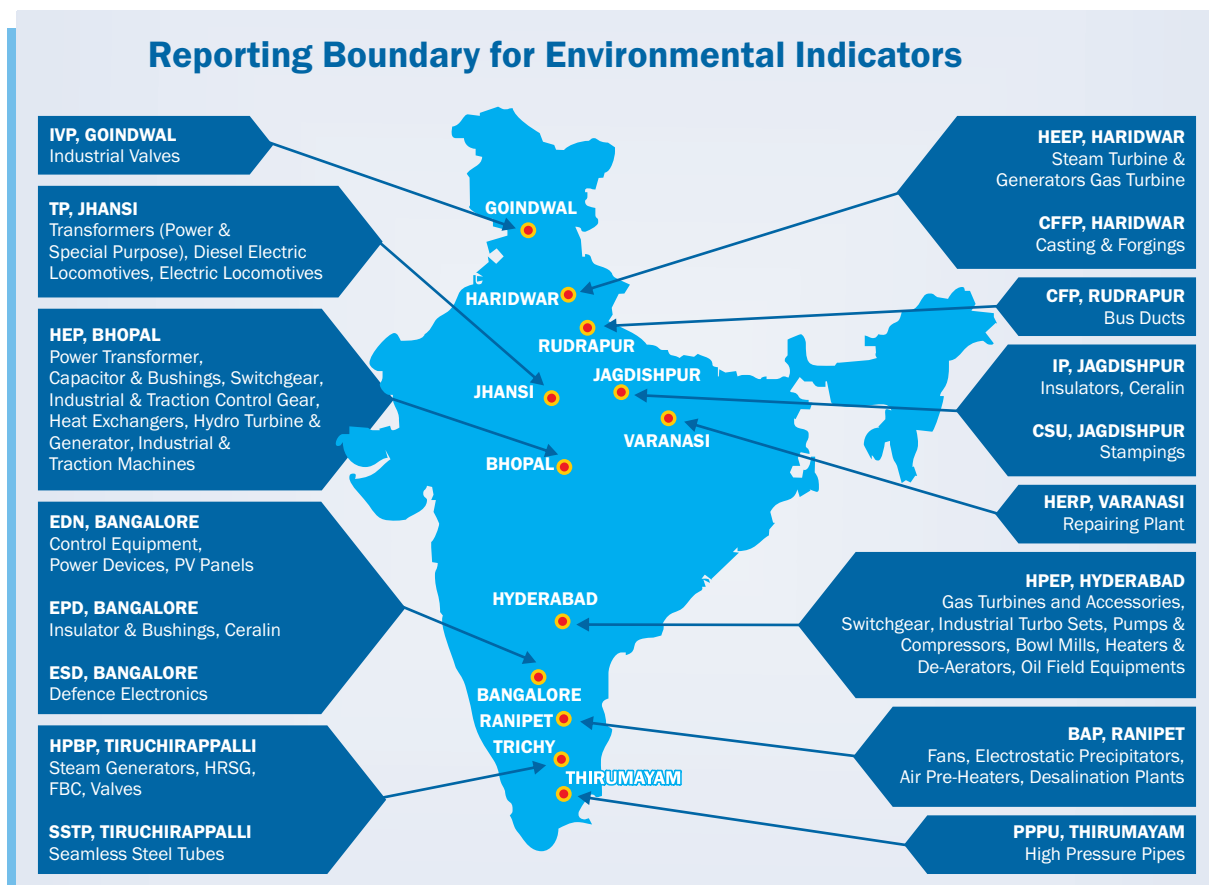 Reporting Boundary for Environmental Indicators
IVP, GOINDWAL
Industrial Valves
TP, JHANSI
Transformers (Power &
Special Purpose), Diesel Electric
Locomotives, Electric Locomotives
HEP, BHOPAL
Power Transformer,
Capacitor & Bushings, Switchgear,
Industrial & Traction Control Gear,
Heat Exchangers, Hydro Turbine &
Generator, Industrial &
Traction Machines
EDN, BANGALORE
Control Equipment,
Power Devices, PV Panels
EPD, BANGALORE
Insulator & Bushings, Ceralin
ESD, BANGALORE
Defence Electronics
HPBP, TIRUCHIRAPPALLI
Steam Generators, HRSG,
FBC, Valves
SSTP, TIRUCHIRAPPALLI
Seamless Steel Tubes
GOINDWAL
HARIDWAR
RUDRAPUR
JAGDISHPUR
JHANSI
VARANASI
BHOPAL
HYDERABAD
BANGALORE
RANIPET
TRICHY
THIRUMAYAM
HEEP, HARIDWAR
Steam Turbine &
Generators Gas Turbine
CFFP, HARIDWAR
Casting & Forgings
CFP, RUDRAPUR
Bus Ducts
IP, JAGDISHPUR
Insulators, Ceralin
CSU, JAGDISHPUR
Stampings
HERP, VARANASI
Repairing Plant
HPEP, HYDERABAD
Gas Turbines and Accessories,
Switchgear, Industrial Turbo Sets, Pumps &
Compressors, Bowl Mills, Heaters &
De-Aerators, Oil Field Equipments
BAP, RANIPET
Fans, Electrostatic Precipitators,
Air Pre-Heaters, Desalination Plants
PPPU, THIRUMAYAM
High Pressure Pipes